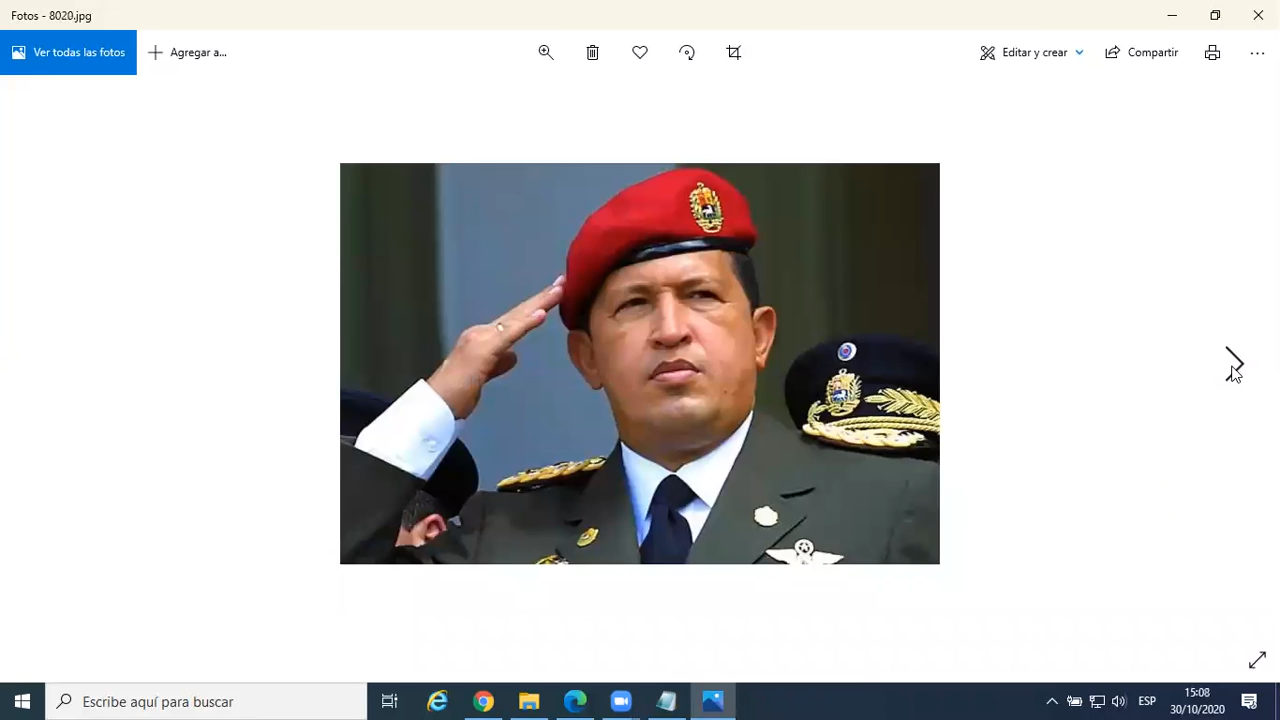 Fotos - 8020.jpg
Ver todas las fotos
Agregar a...
Editar y crear
Compartir
Escribe aquí para buscar
ESP
15:08
30/10/2020